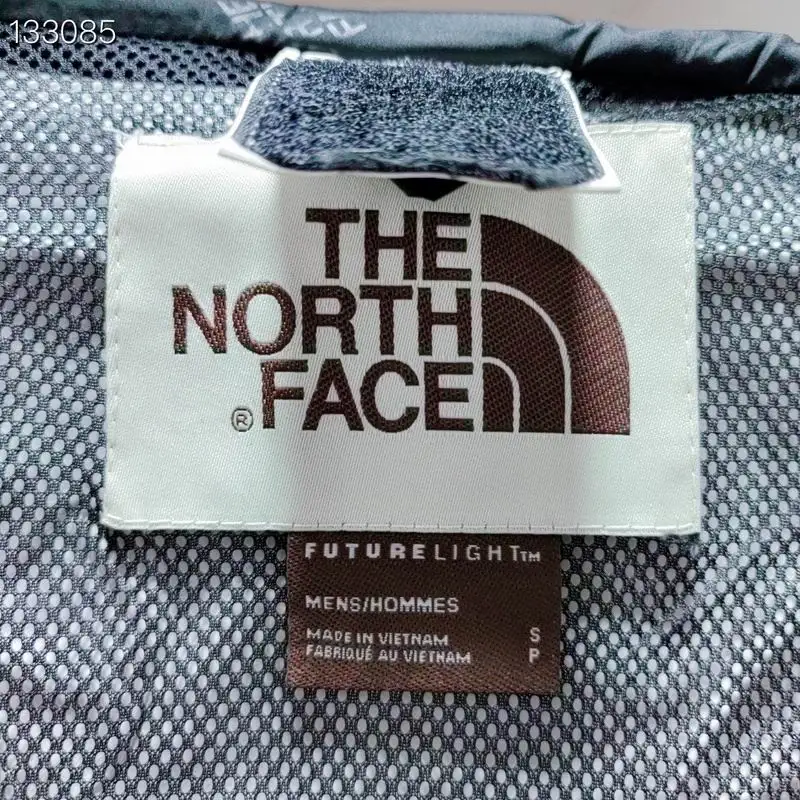 133085
THE
NORTH
® FACE
FUTURELIGHT™
MENS/HOMMES
MADE IN VIETNAM S
FABRIQUÉ AU VIETNAM P